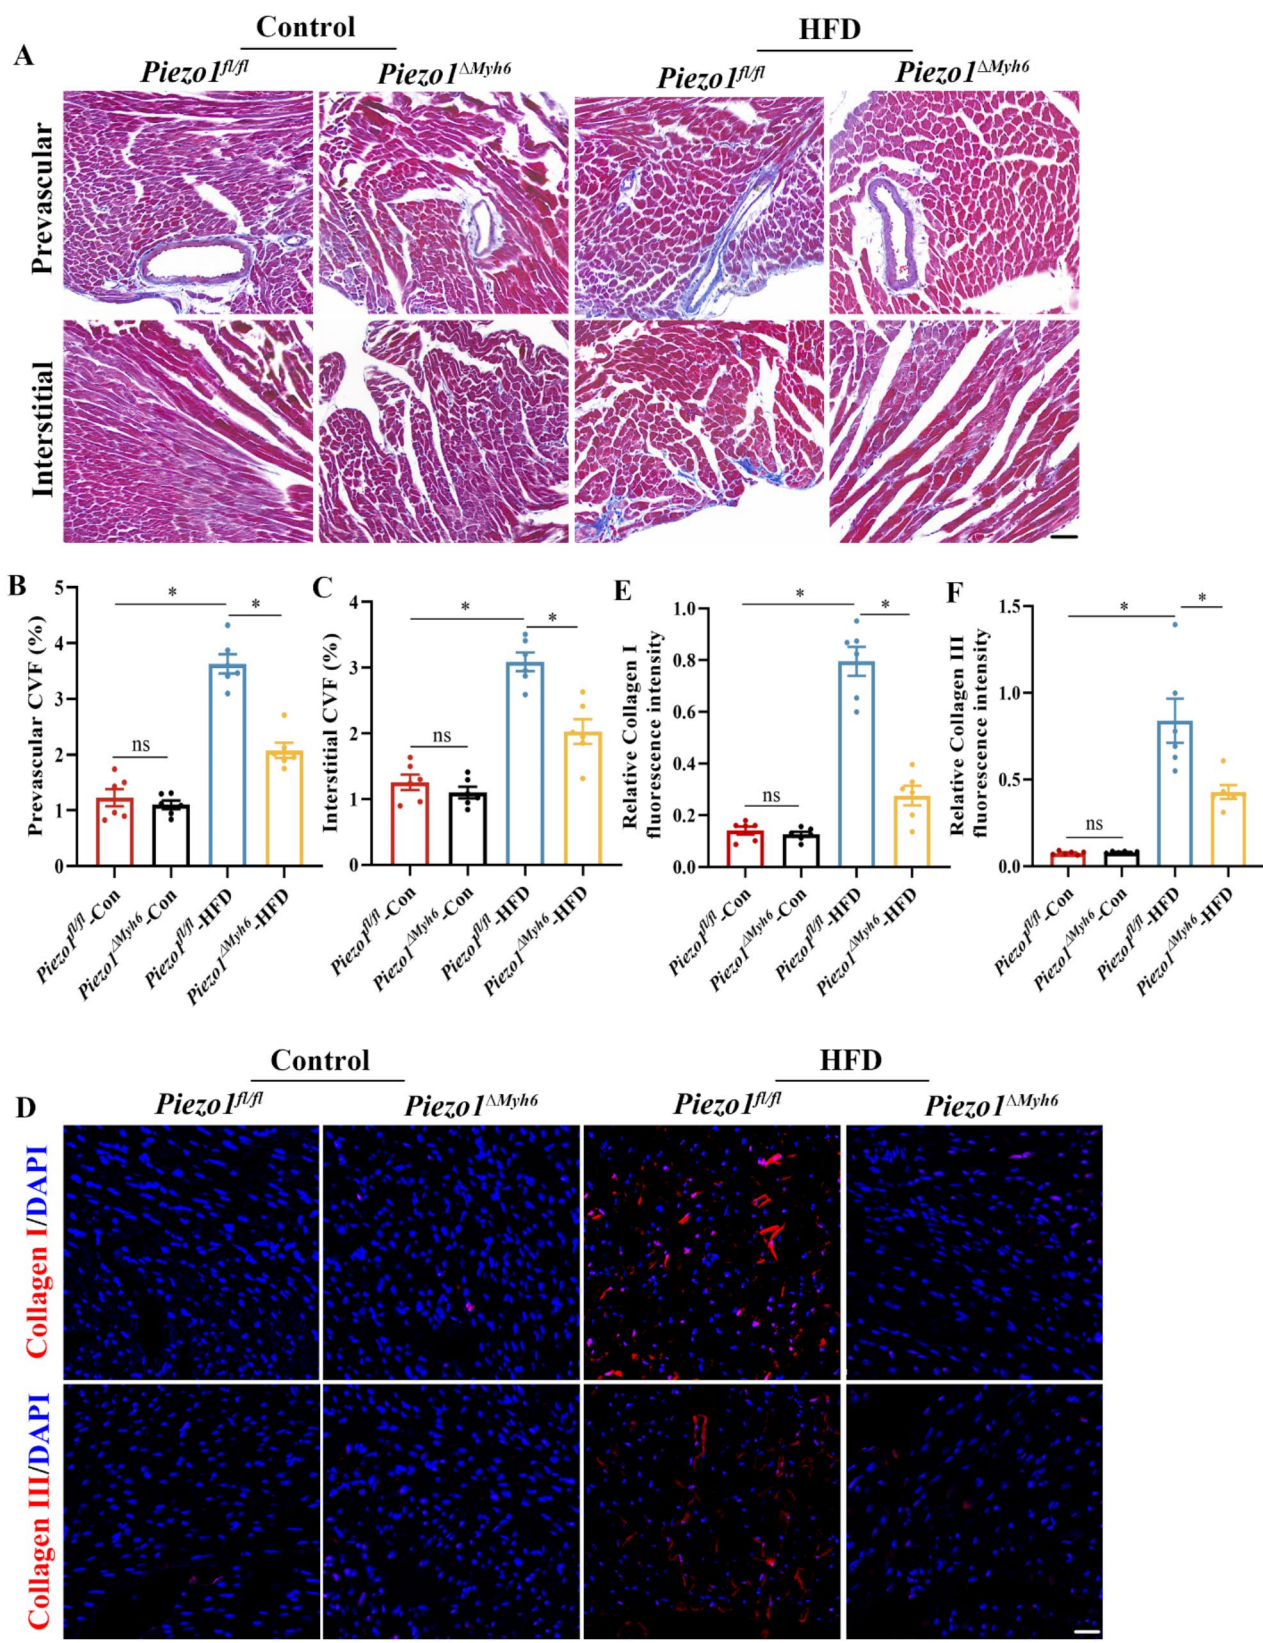 Control HFD
A Piezo1fl/fl Piezo1ΔMyh6 Piezo1fl/fl Piezo1ΔMyh6
Prevascular
Interstitial
B
Prevascular CVF (%)
5
4
3
2
1
0
* *
ns
Piezo1fl/fl-Con
Piezo1ΔMyh6-Con
Piezo1fl/fl-HFD
Piezo1ΔMyh6-HFD
C
Interstitial CVF (%)
4
3
2
1
0
* *
ns
Piezo1fl/fl-Con
Piezo1ΔMyh6-Con
Piezo1fl/fl-HFD
Piezo1ΔMyh6-HFD
E
Relative Collagen I
fluorescence intensity
1.0
0.8
0.6
0.4
0.2
0.0
* *
ns
Piezo1fl/fl-Con
Piezo1ΔMyh6-Con
Piezo1fl/fl-HFD
Piezo1ΔMyh6-HFD
F
Relative Collagen III
fluorescence intensity
1.5
1.0
0.5
0.0
* *
ns
Piezo1fl/fl-Con
Piezo1ΔMyh6-Con
Piezo1fl/fl-HFD
Piezo1ΔMyh6-HFD
Control HFD
D Piezo1fl/fl Piezo1ΔMyh6 Piezo1fl/fl Piezo1ΔMyh6
Collagen I/DAPI
Collagen III/DAPI